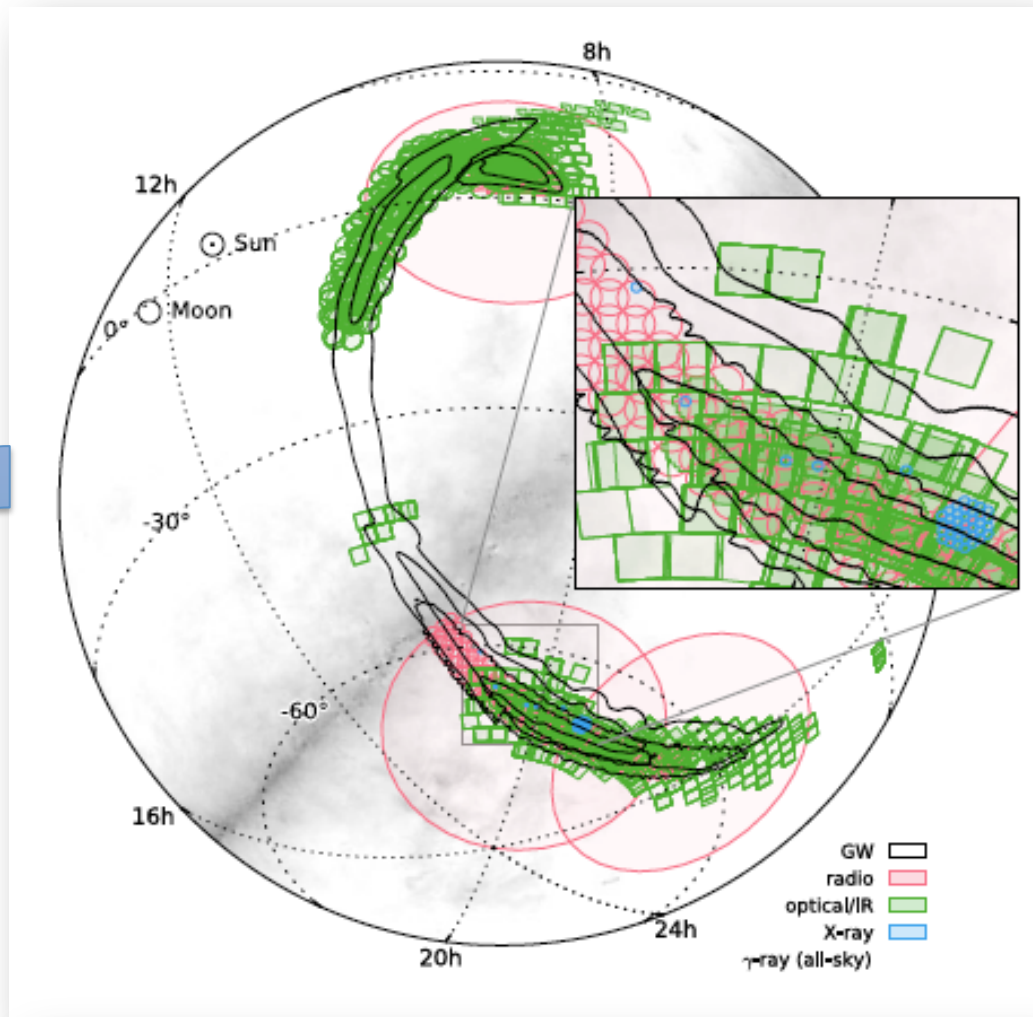 8h
12h
Sun
Moon
0°
-30°
-60°
16h
GW
radio
optical/IR
X-ray
24h
20h
γ-ray (all-sky)